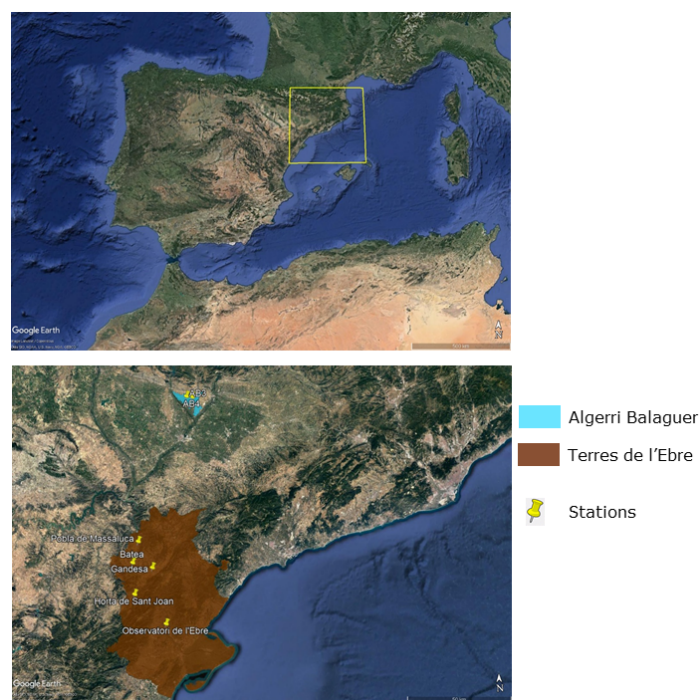 Google Earth
N
Algerri Balaguer
Terres de l'Ebre
Stations
Pobla de Massaluca
Batea
Gandesa
Horta de Sant Joan
Observatori de l'Ebre
Google Earth
N